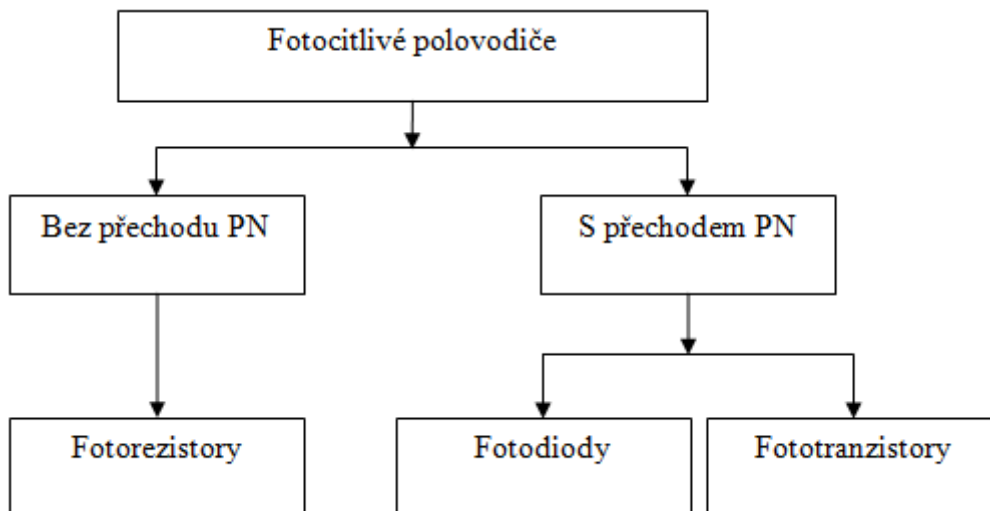 Fotocitlivé polovodiče
Bez přechodu PN
S přechodem PN
Fotorezistory
Fotodiody
Fototranzistory